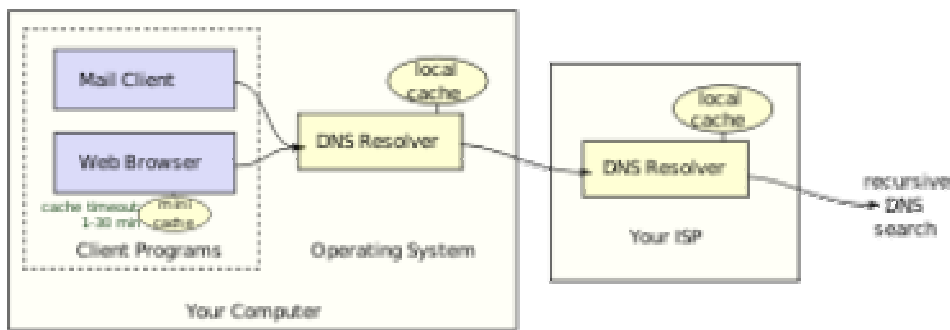 Mail Client
Web Browser
cache timeout:
1-30 min
mini
cache
Client Programs
local
cache
DNS Resolver
Operating System
Your Computer
local
cache
DNS Resolver
Your ISP
recursive
DNS
search